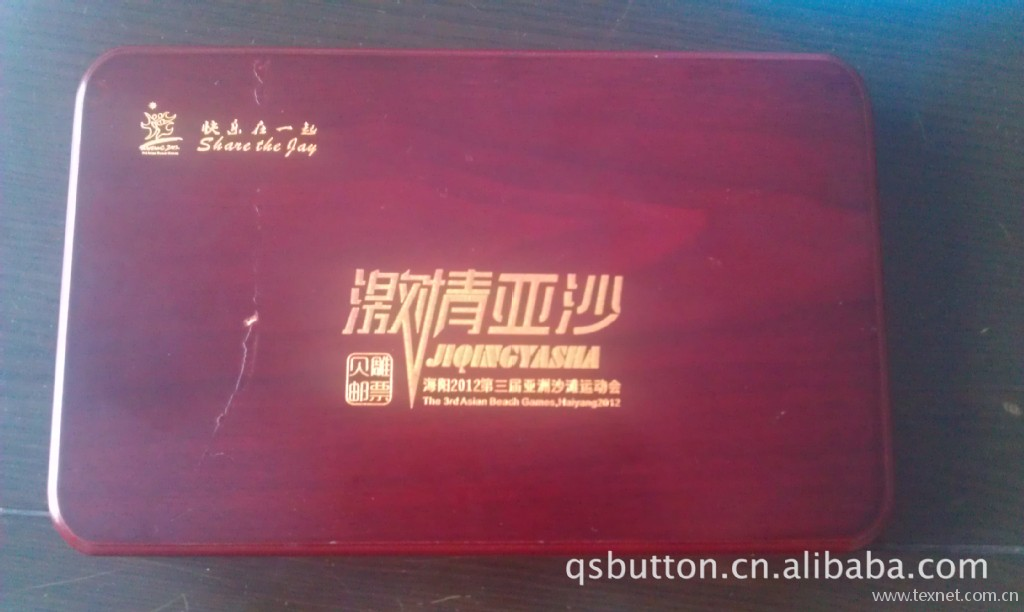 快乐在一起
Share the Joy
激情亚沙
JIQINGYASHA
贝雕
邮票
海阳2012第三届亚洲沙滩运动会
The 3rd Asian Beach Games,Haiyang2012
qsbutton.cn.alibaba.com
www.texnet.com.cn